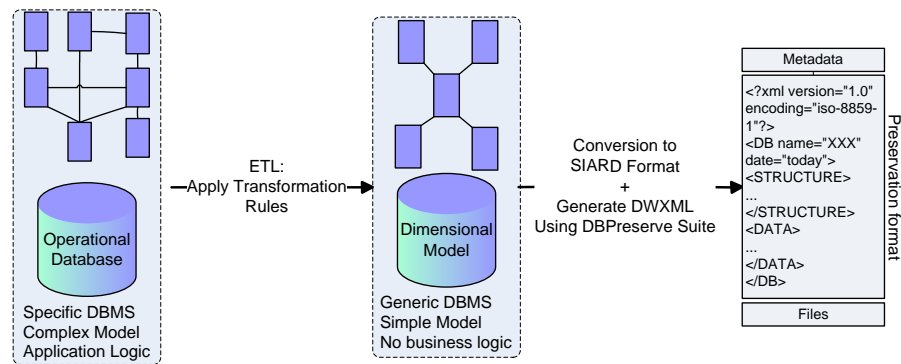 Operational
Database
Specific DBMS
Complex Model
Application Logic
ETL:
Apply Transformation
Rules
Dimensional
Model
Generic DBMS
Simple Model
No business logic
Conversion to
SIARD Format
+
Generate DWXML
Using DBPreserve Suite
Metadata
<?xml version="1.0"
encoding="iso-8859-
1"?>
<DB name="XXX"
date="today">
<STRUCTURE>
...
</STRUCTURE>
<DATA>
...
</DATA>
</DB>
Files
Preservation format